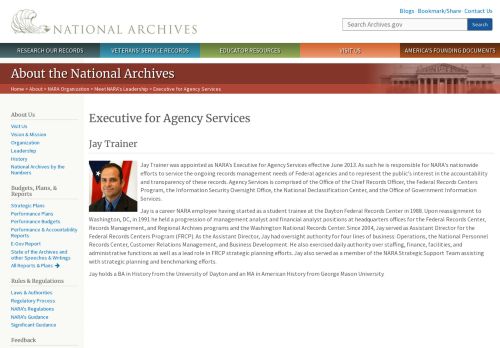 NATIONAL ARCHIVES
Blogs · Bookmark/Share · Contact Us
Search Archives.gov
Search
RESEARCH OUR RECORDS
VETERANS' SERVICE RECORDS
EDUCATOR RESOURCES
VISIT US
AMERICA'S FOUNDING DOCUMENTS
About the National Archives
Home > About > NARA Organization > Meet NARA's Leadership > Executive for Agency Services
About Us
Visit Us
Vision & Mission
Organization
Leadership
History
National Archives by the
Numbers
Budgets, Plans, &
Reports
Strategic Plans
Performance Plans
Performance Budgets
Performance & Accountability
Reports
E-Gov Report
State of the Archives and
other Speeches & Writings
All Reports & Plans
Rules & Regulations
Laws & Authorities
Regulatory Process
NARA's Regulations
NARA's Guidance
Significant Guidance
Feedback
Executive for Agency Services
Jay Trainer
Jay Trainer was appointed as NARA's Executive for Agency Services effective June 2013. As such he is responsible for NARA's nationwide
efforts to service the ongoing records management needs of Federal agencies and to represent the public's interest in the accountability
and transparency of these records. Agency Services is comprised of the Office of the Chief Records Officer, the Federal Records Centers
Program, the Information Security Oversight Office, the National Declassification Center, and the Office of Government Information
Services.
Jay is a career NARA employee having started as a student trainee at the Dayton Federal Records Center in 1988. Upon reassignment to
Washington, DC, in 1991 he held a progression of management analyst and financial analyst positions at headquarters offices for the Federal Records Center,
Records Management, and Regional Archives programs and the Washington National Records Center. Since 2004, Jay served as Assistant Director for the
Federal Records Centers Program (FRCP). As the Assistant Director, Jay had oversight authority for four lines of business: Operations, the National Personnel
Records Center, Customer Relations Management, and Business Development. He also exercised daily authority over staffing, finance, facilities, and
administrative functions as well as a lead role in FRCP strategic planning efforts. Jay also served as a member of the NARA Strategic Support Team assisting
with strategic planning and benchmarking efforts.
Jay holds a BA in History from the University of Dayton and an MA in American History from George Mason University.